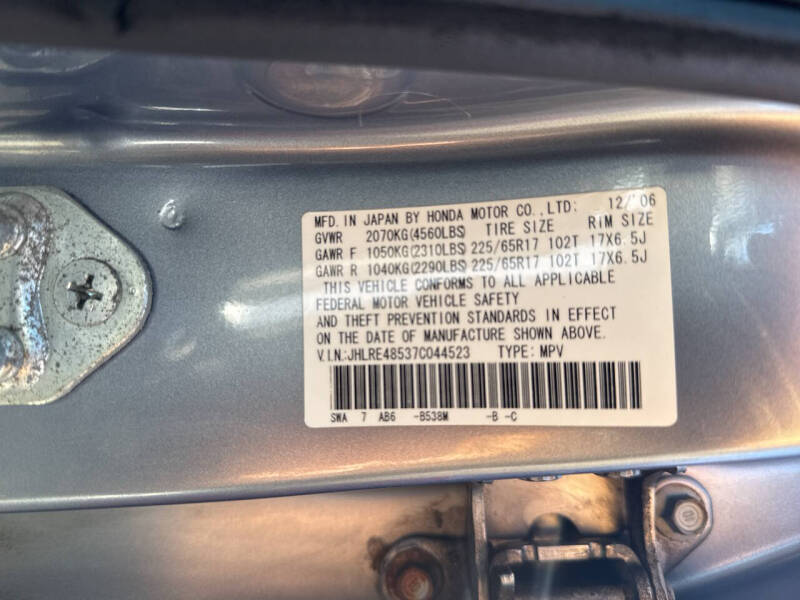 MFD. IN JAPAN BY HONDA MOTOR CO., LTD: 12/'06
GVWR 2070KG(4560LBS) TIRE SIZE RIM SIZE
GAWR F 1050KG(2310LBS) 225/65R17 102T 17X6.5J
GAWR R 1040KG(2290LBS) 225/65R17 102T 17X6.5J
THIS VEHICLE CONFORMS TO ALL APPLICABLE
FEDERAL MOTOR VEHICLE SAFETY
AND THEFT PREVENTION STANDARDS IN EFFECT
ON THE DATE OF MANUFACTURE SHOWN ABOVE.
V.I.N:JHLRE48537C044523 TYPE: MPV
SWA 7 AB6 -B538M -B -C